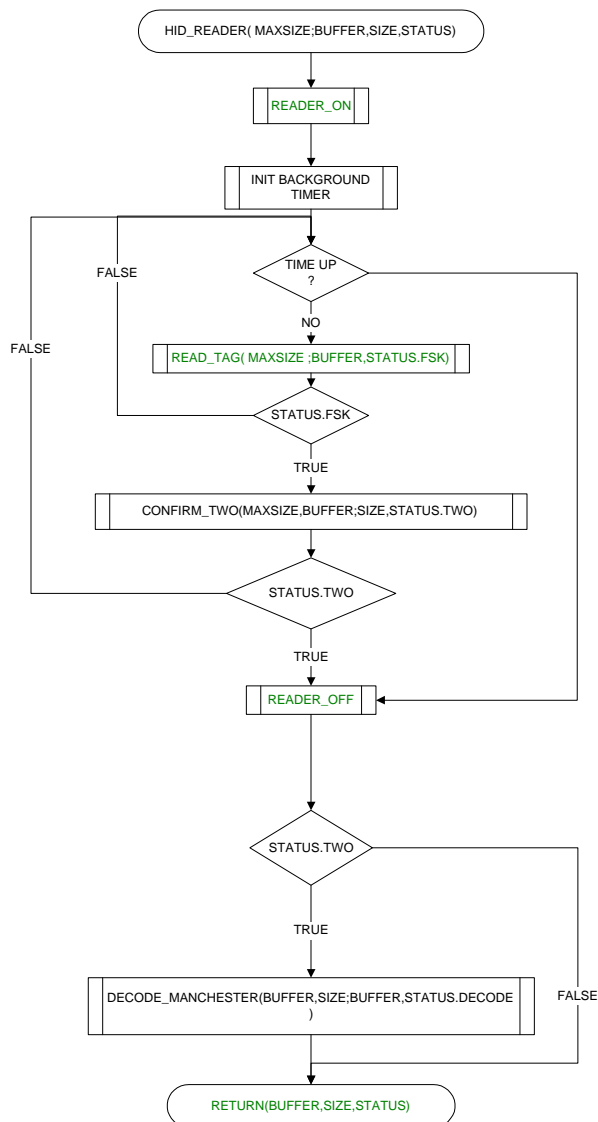 HID_READER( MAXSIZE;BUFFER,SIZE,STATUS)
READER_ON
INIT BACKGROUND
TIMER
FALSE
TIME UP
?
FALSE
NO
READ_TAG( MAXSIZE ;BUFFER,STATUS.FSK)
STATUS.FSK
TRUE
CONFIRM_TWO(MAXSIZE,BUFFER;SIZE,STATUS.TWO)
STATUS.TWO
TRUE
READER_OFF
STATUS.TWO
TRUE
DECODE_MANCHESTER(BUFFER,SIZE;BUFFER,STATUS.DECODE
)
FALSE
RETURN(BUFFER,SIZE,STATUS)